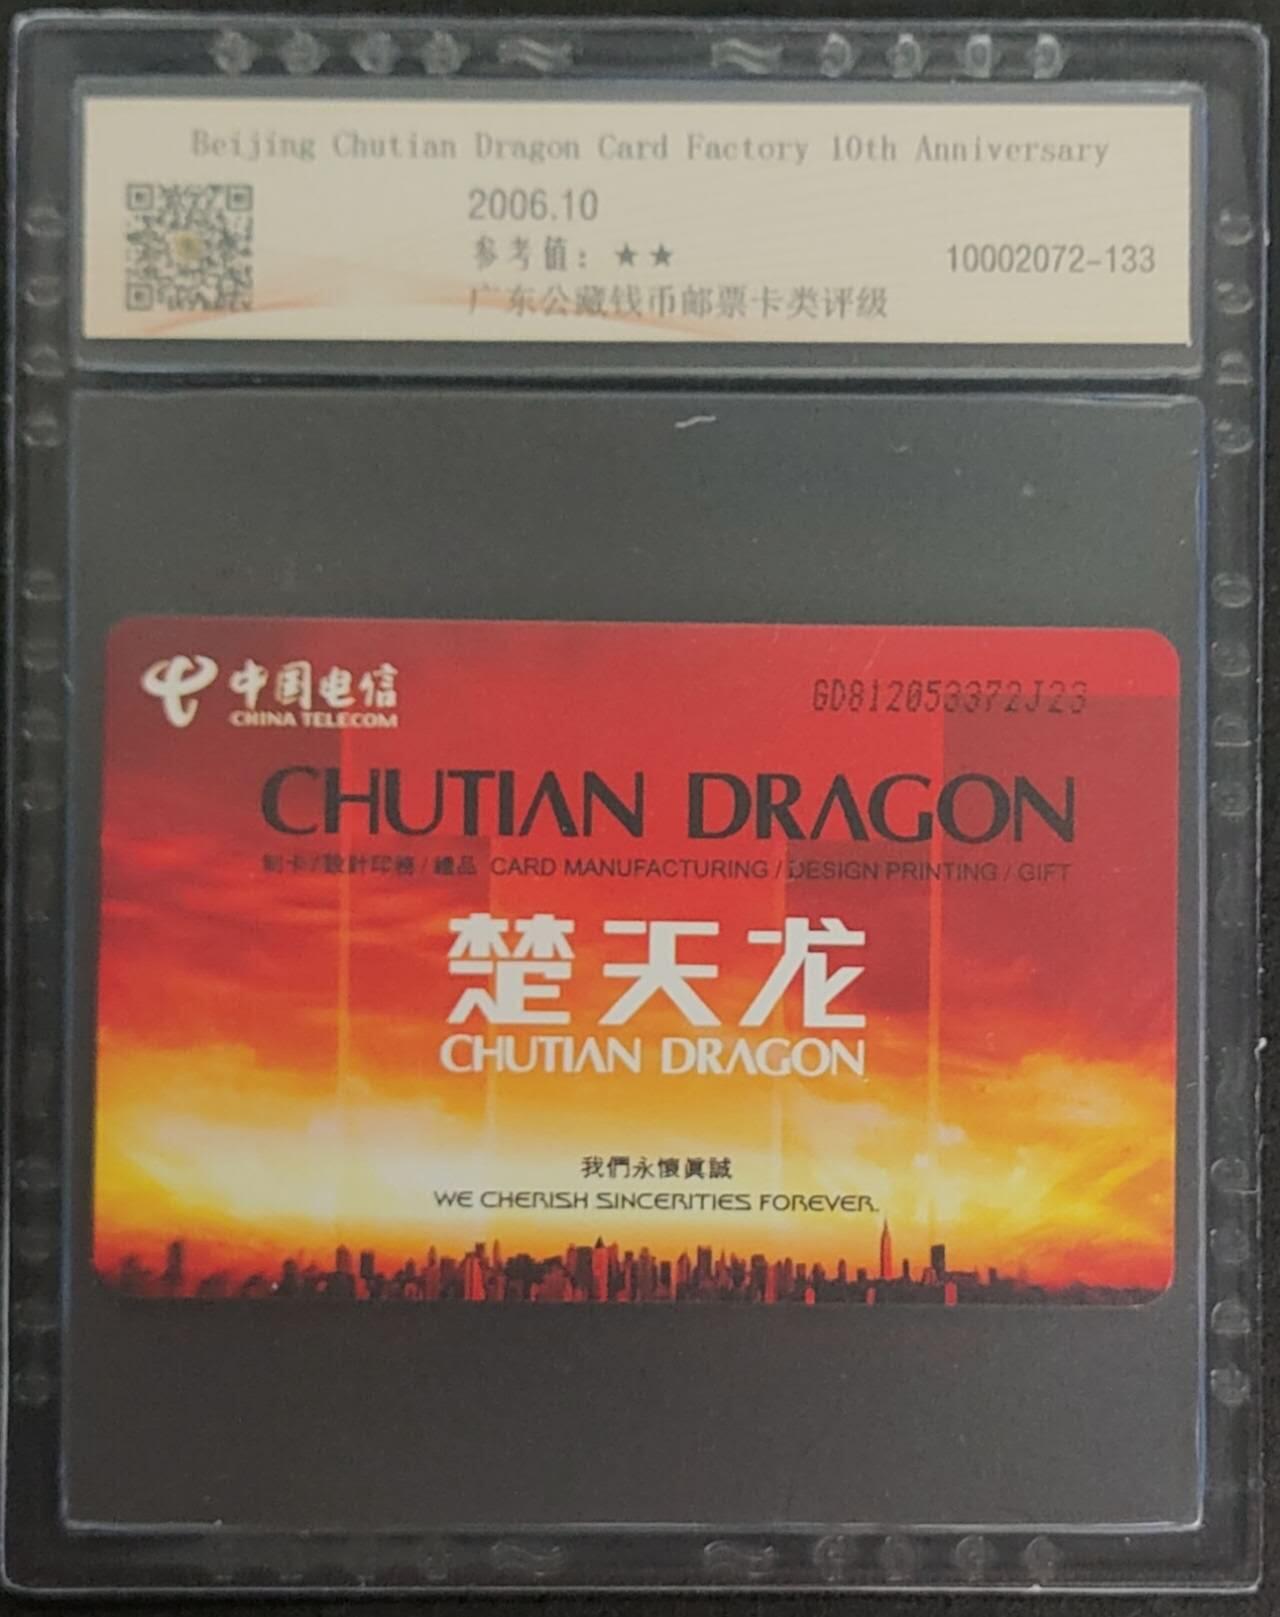 Beijing Chutian Dragon Card Factory 10th Anniversary
2006.10
参考值：★★
10002072-133
广东公藏钱币邮票卡类评级
中国电信
CHINA TELECOM
GD812053372J23
CHUTIAN DRAGON
制卡/設計印務/禮品 CARD MANUFACTURING / DESIGN PRINTING / GIFT
楚天龙
CHUTIAN DRAGON
我們永懷眞誠
WE CHERISH SINCERITIES FOREVER.